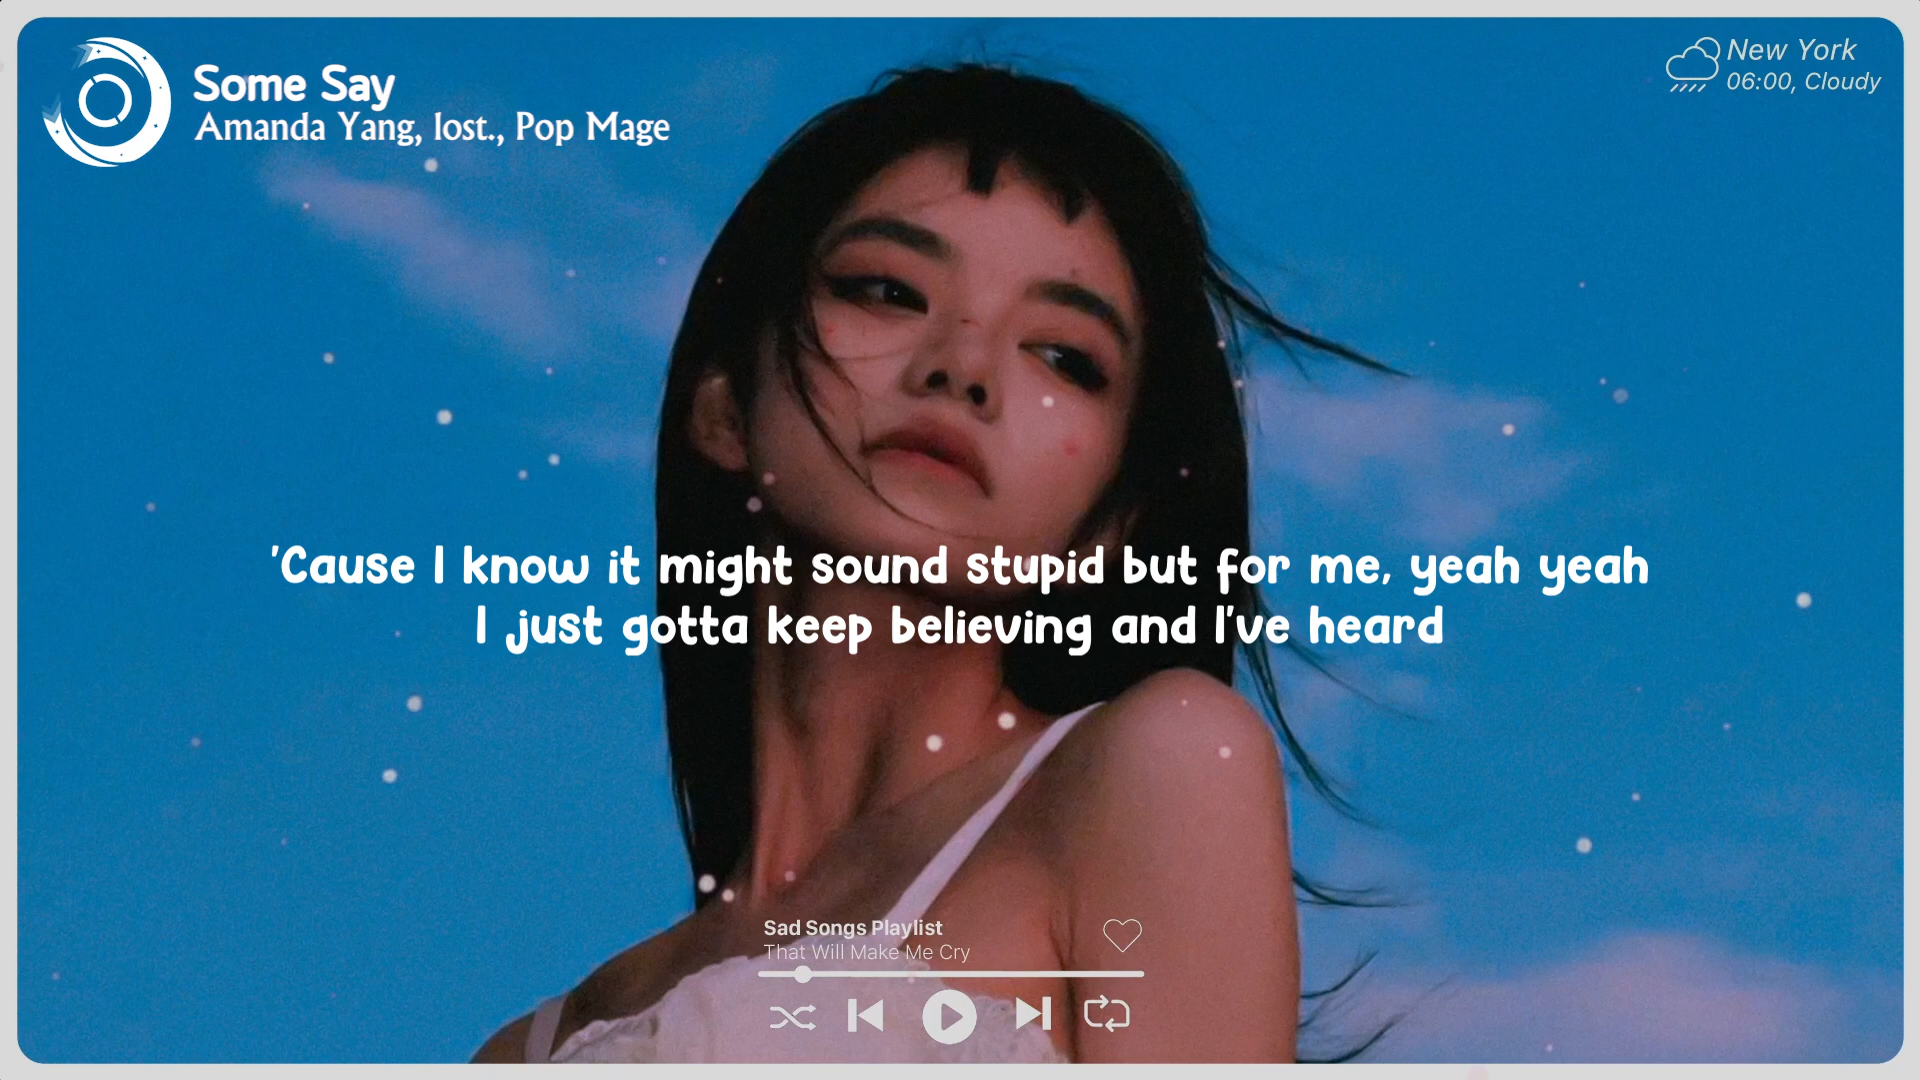 Some Say
Amanda Yang, lost., Pop Mage
New York
06:00, Cloudy
'Cause I know it might sound stupid but for me, yeah yeah
I just gotta keep believing and I've heard
Sad Songs Playlist
That Will Make Me Cry